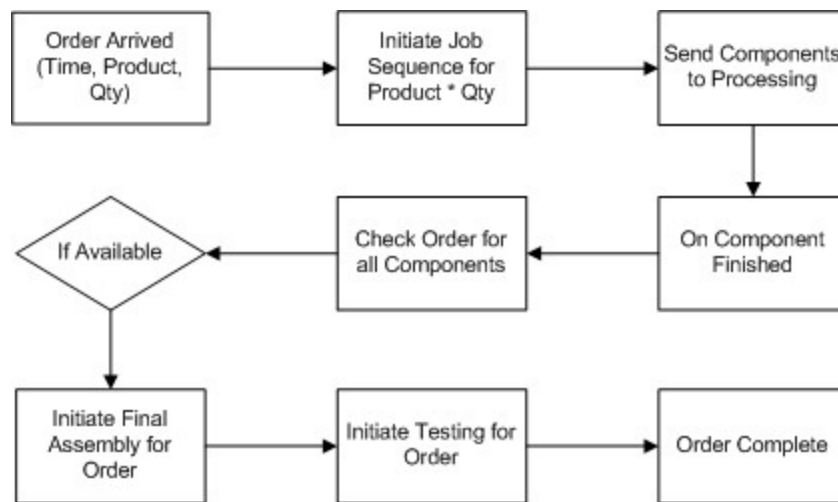 Order Arrived
(Time, Product,
Qty)
Initiate Job
Sequence for
Product * Qty
Send Components
to Processing
If Available
Check Order for
all Components
On Component
Finished
Initiate Final
Assembly for
Order
Initiate Testing for
Order
Order Complete